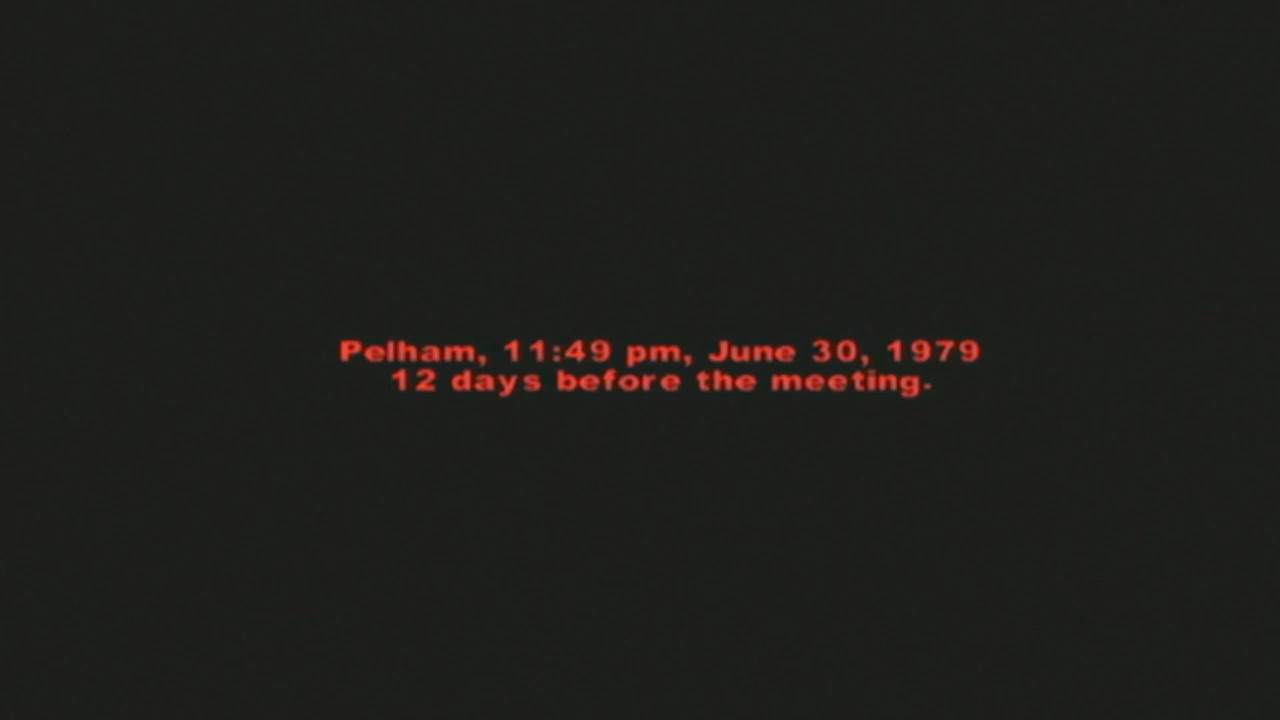 Pelham, 11:49 pm, June 30, 1979
12 days before the meeting.